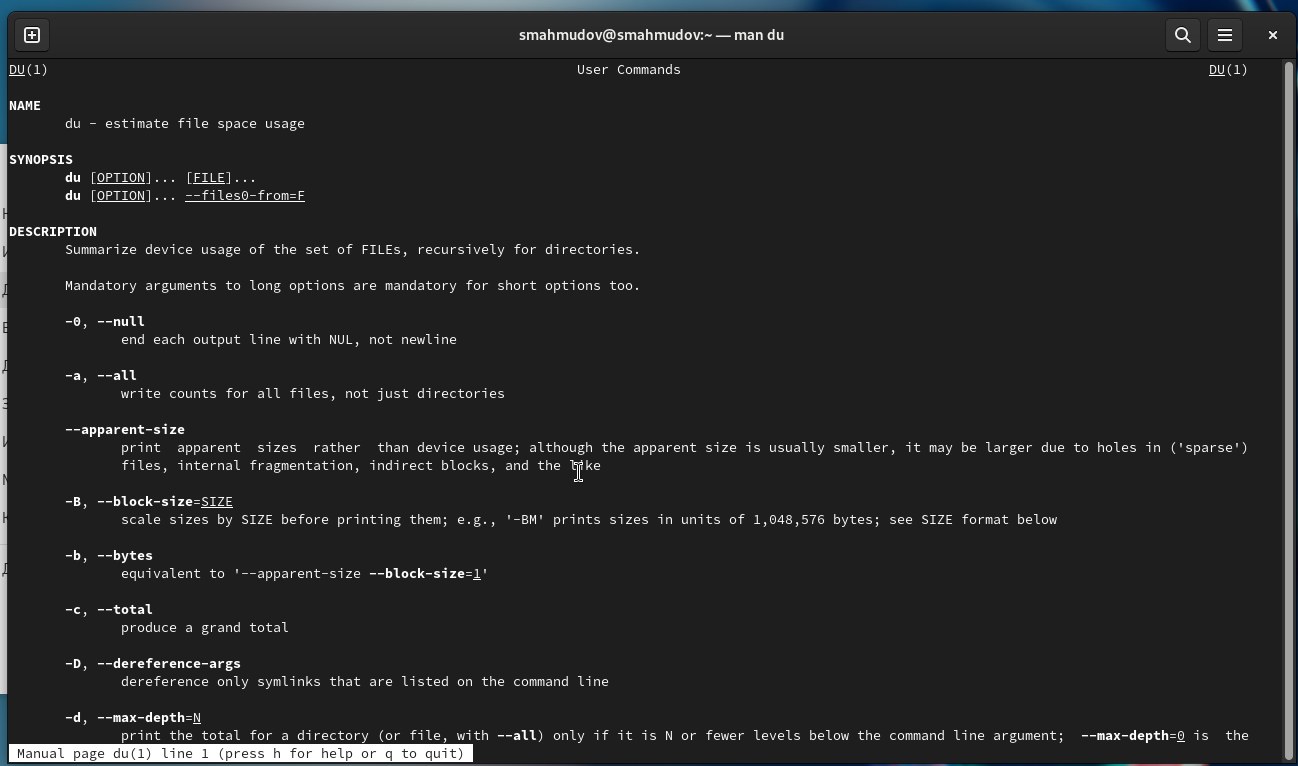 smahmudov@smahmudov:~ — man du
DU(1) User Commands DU(1)
NAME
du - estimate file space usage
SYNOPSIS
du [OPTION]... [FILE]...
du [OPTION]... --files0-from=F
DESCRIPTION
Summarize device usage of the set of FILEs, recursively for directories.
Mandatory arguments to long options are mandatory for short options too.
-0, --null
end each output line with NUL, not newline
-a, --all
write counts for all files, not just directories
--apparent-size
print apparent sizes rather than device usage; although the apparent size is usually smaller, it may be larger due to holes in ('sparse')
files, internal fragmentation, indirect blocks, and the like
-B, --block-size=SIZE
scale sizes by SIZE before printing them; e.g., '-BM' prints sizes in units of 1,048,576 bytes; see SIZE format below
-b, --bytes
equivalent to '--apparent-size --block-size=1'
-c, --total
produce a grand total
-D, --dereference-args
dereference only symlinks that are listed on the command line
-d, --max-depth=N
print the total for a directory (or file, with --all) only if it is N or fewer levels below the command line argument; --max-depth=0 is the
Manual page du(1) line 1 (press h for help or q to quit)